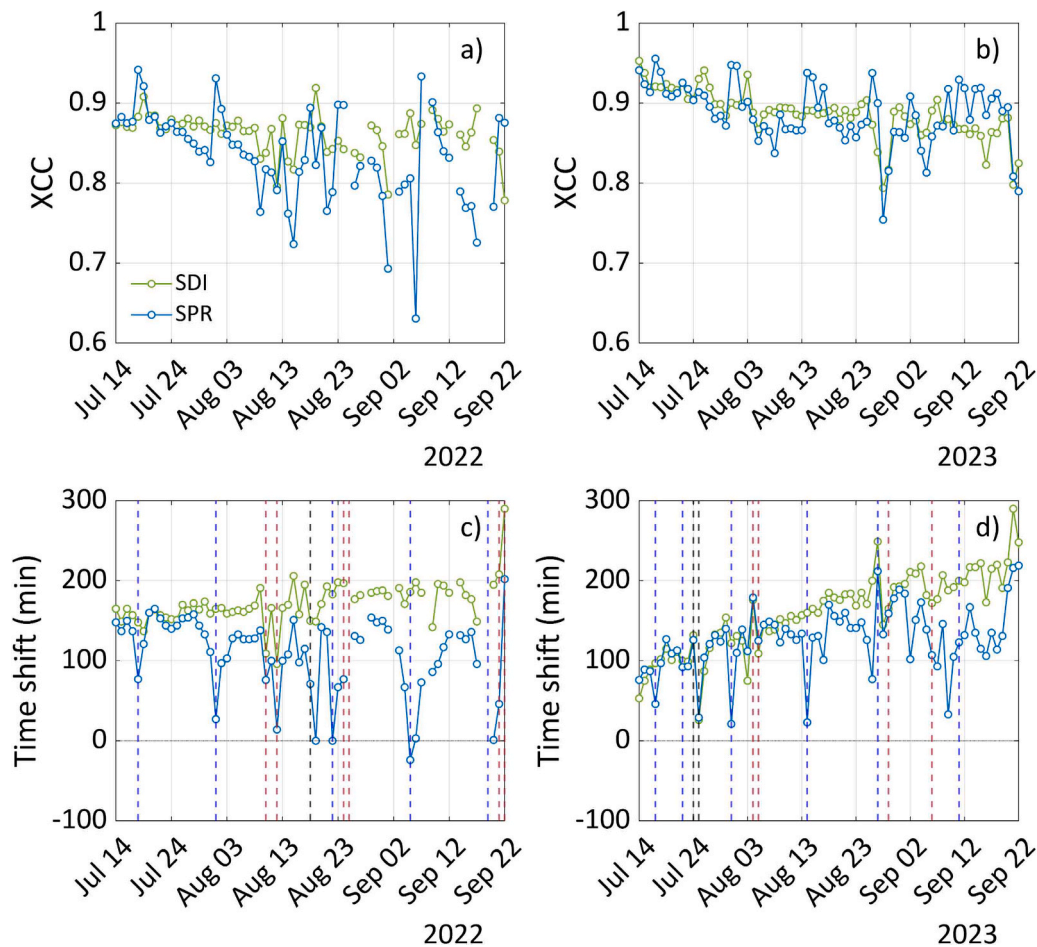 a)
XCC
1
0.9
0.8
0.7
0.6
SDI
SPR
Jul 14
Jul 24
Aug 03
Aug 13
Aug 23
Sep 02
Sep 12
Sep 22
2022
b)
XCC
1
0.9
0.8
0.7
0.6
Jul 14
Jul 24
Aug 03
Aug 13
Aug 23
Sep 02
Sep 12
Sep 22
2023
c)
Time shift (min)
300
200
100
0
-100
Jul 14
Jul 24
Aug 03
Aug 13
Aug 23
Sep 02
Sep 12
Sep 22
2022
d)
Time shift (min)
300
200
100
0
-100
Jul 14
Jul 24
Aug 03
Aug 13
Aug 23
Sep 02
Sep 12
Sep 22
2023